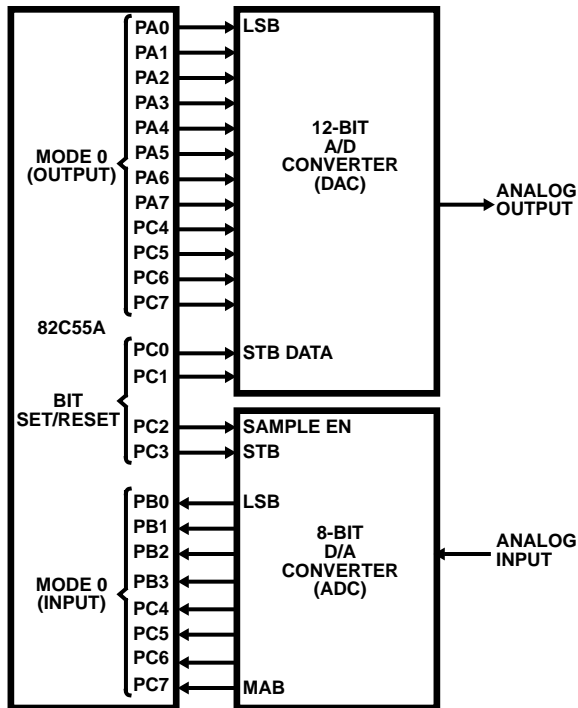 PA0
PA1
PA2
PA3
PA4
PA5
PA6
PA7
PC4
PC5
PC6
PC7
MODE 0
(OUTPUT)
82C55A
PC0
PC1
PC2
PC3
BIT
SET/RESET
PB0
PB1
PB2
PB3
PC4
PC5
PC6
PC7
MODE 0
(INPUT)
LSB
12-BIT
A/D
CONVERTER
(DAC)
STB DATA
ANALOG
OUTPUT
SAMPLE EN
STB
LSB
8-BIT
D/A
CONVERTER
(ADC)
MAB
ANALOG
INPUT